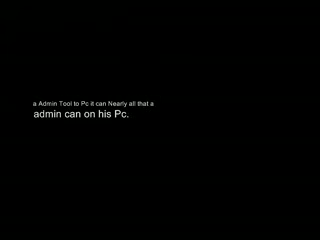 a Admin Tool to Pc it can Nearly all that a
admin can on his Pc.